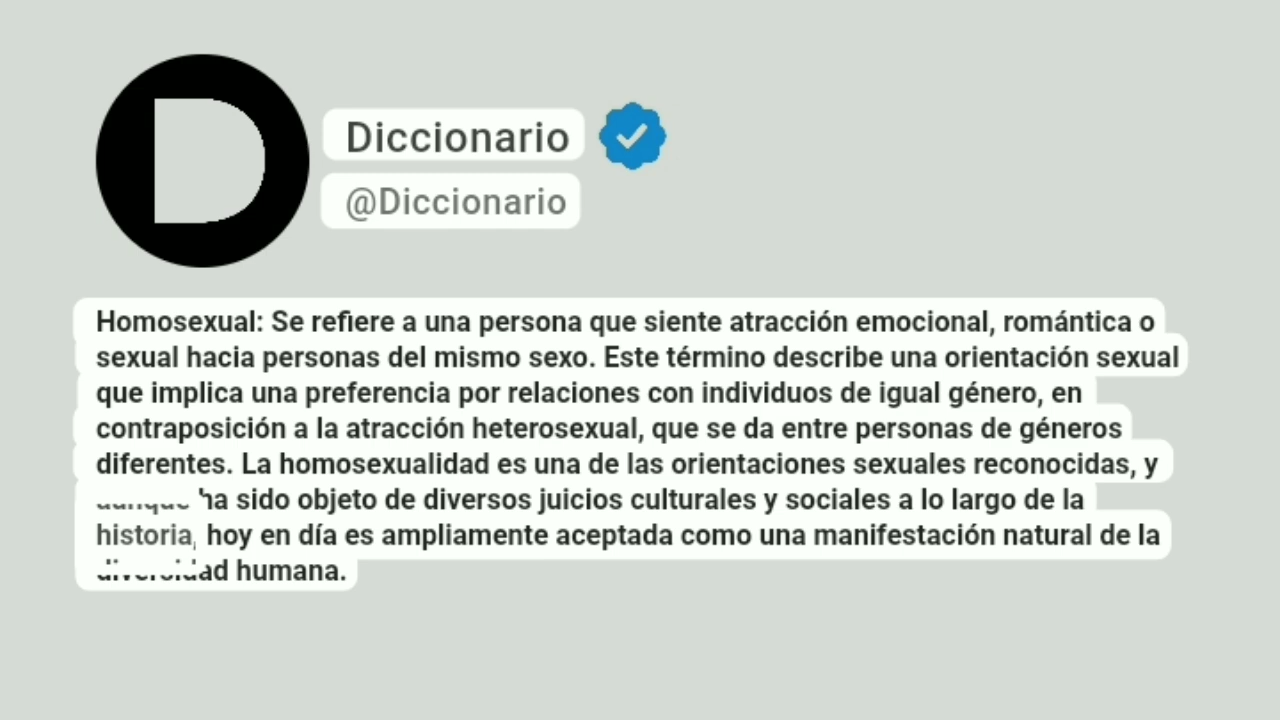 D
Diccionario
@Diccionario
Homosexual: Se refiere a una persona que siente atracción emocional, romántica o
sexual hacia personas del mismo sexo. Este término describe una orientación sexual
que implica una preferencia por relaciones con individuos de igual género, en
contraposición a la atracción heterosexual, que se da entre personas de géneros
diferentes. La homosexualidad es una de las orientaciones sexuales reconocidas, y
aunque ha sido objeto de diversos juicios culturales y sociales a lo largo de la
historia, hoy en día es ampliamente aceptada como una manifestación natural de la
diversidad humana.